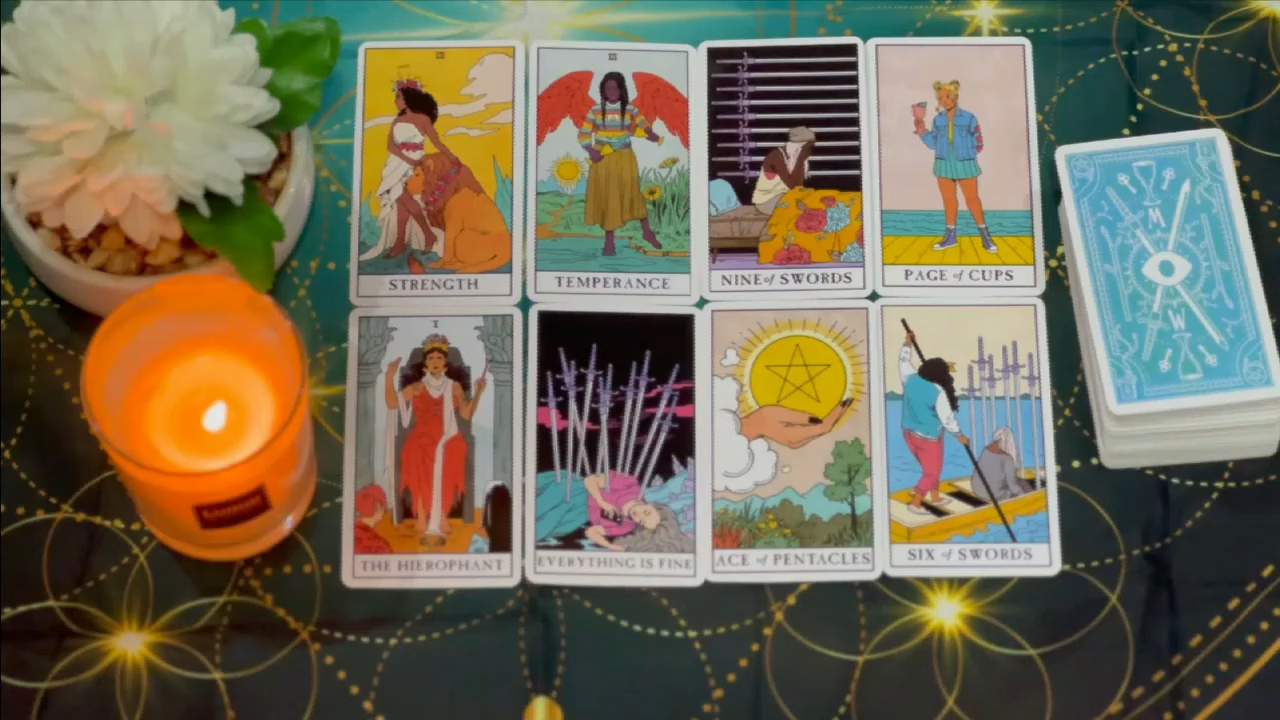 STRENGTH
TEMPERANCE
NINE of SWORDS
PAGE of CUPS
THE HIEROPHANT
EVERYTHING IS FINE
ACE of PENTACLES
SIX of SWORDS
M
W